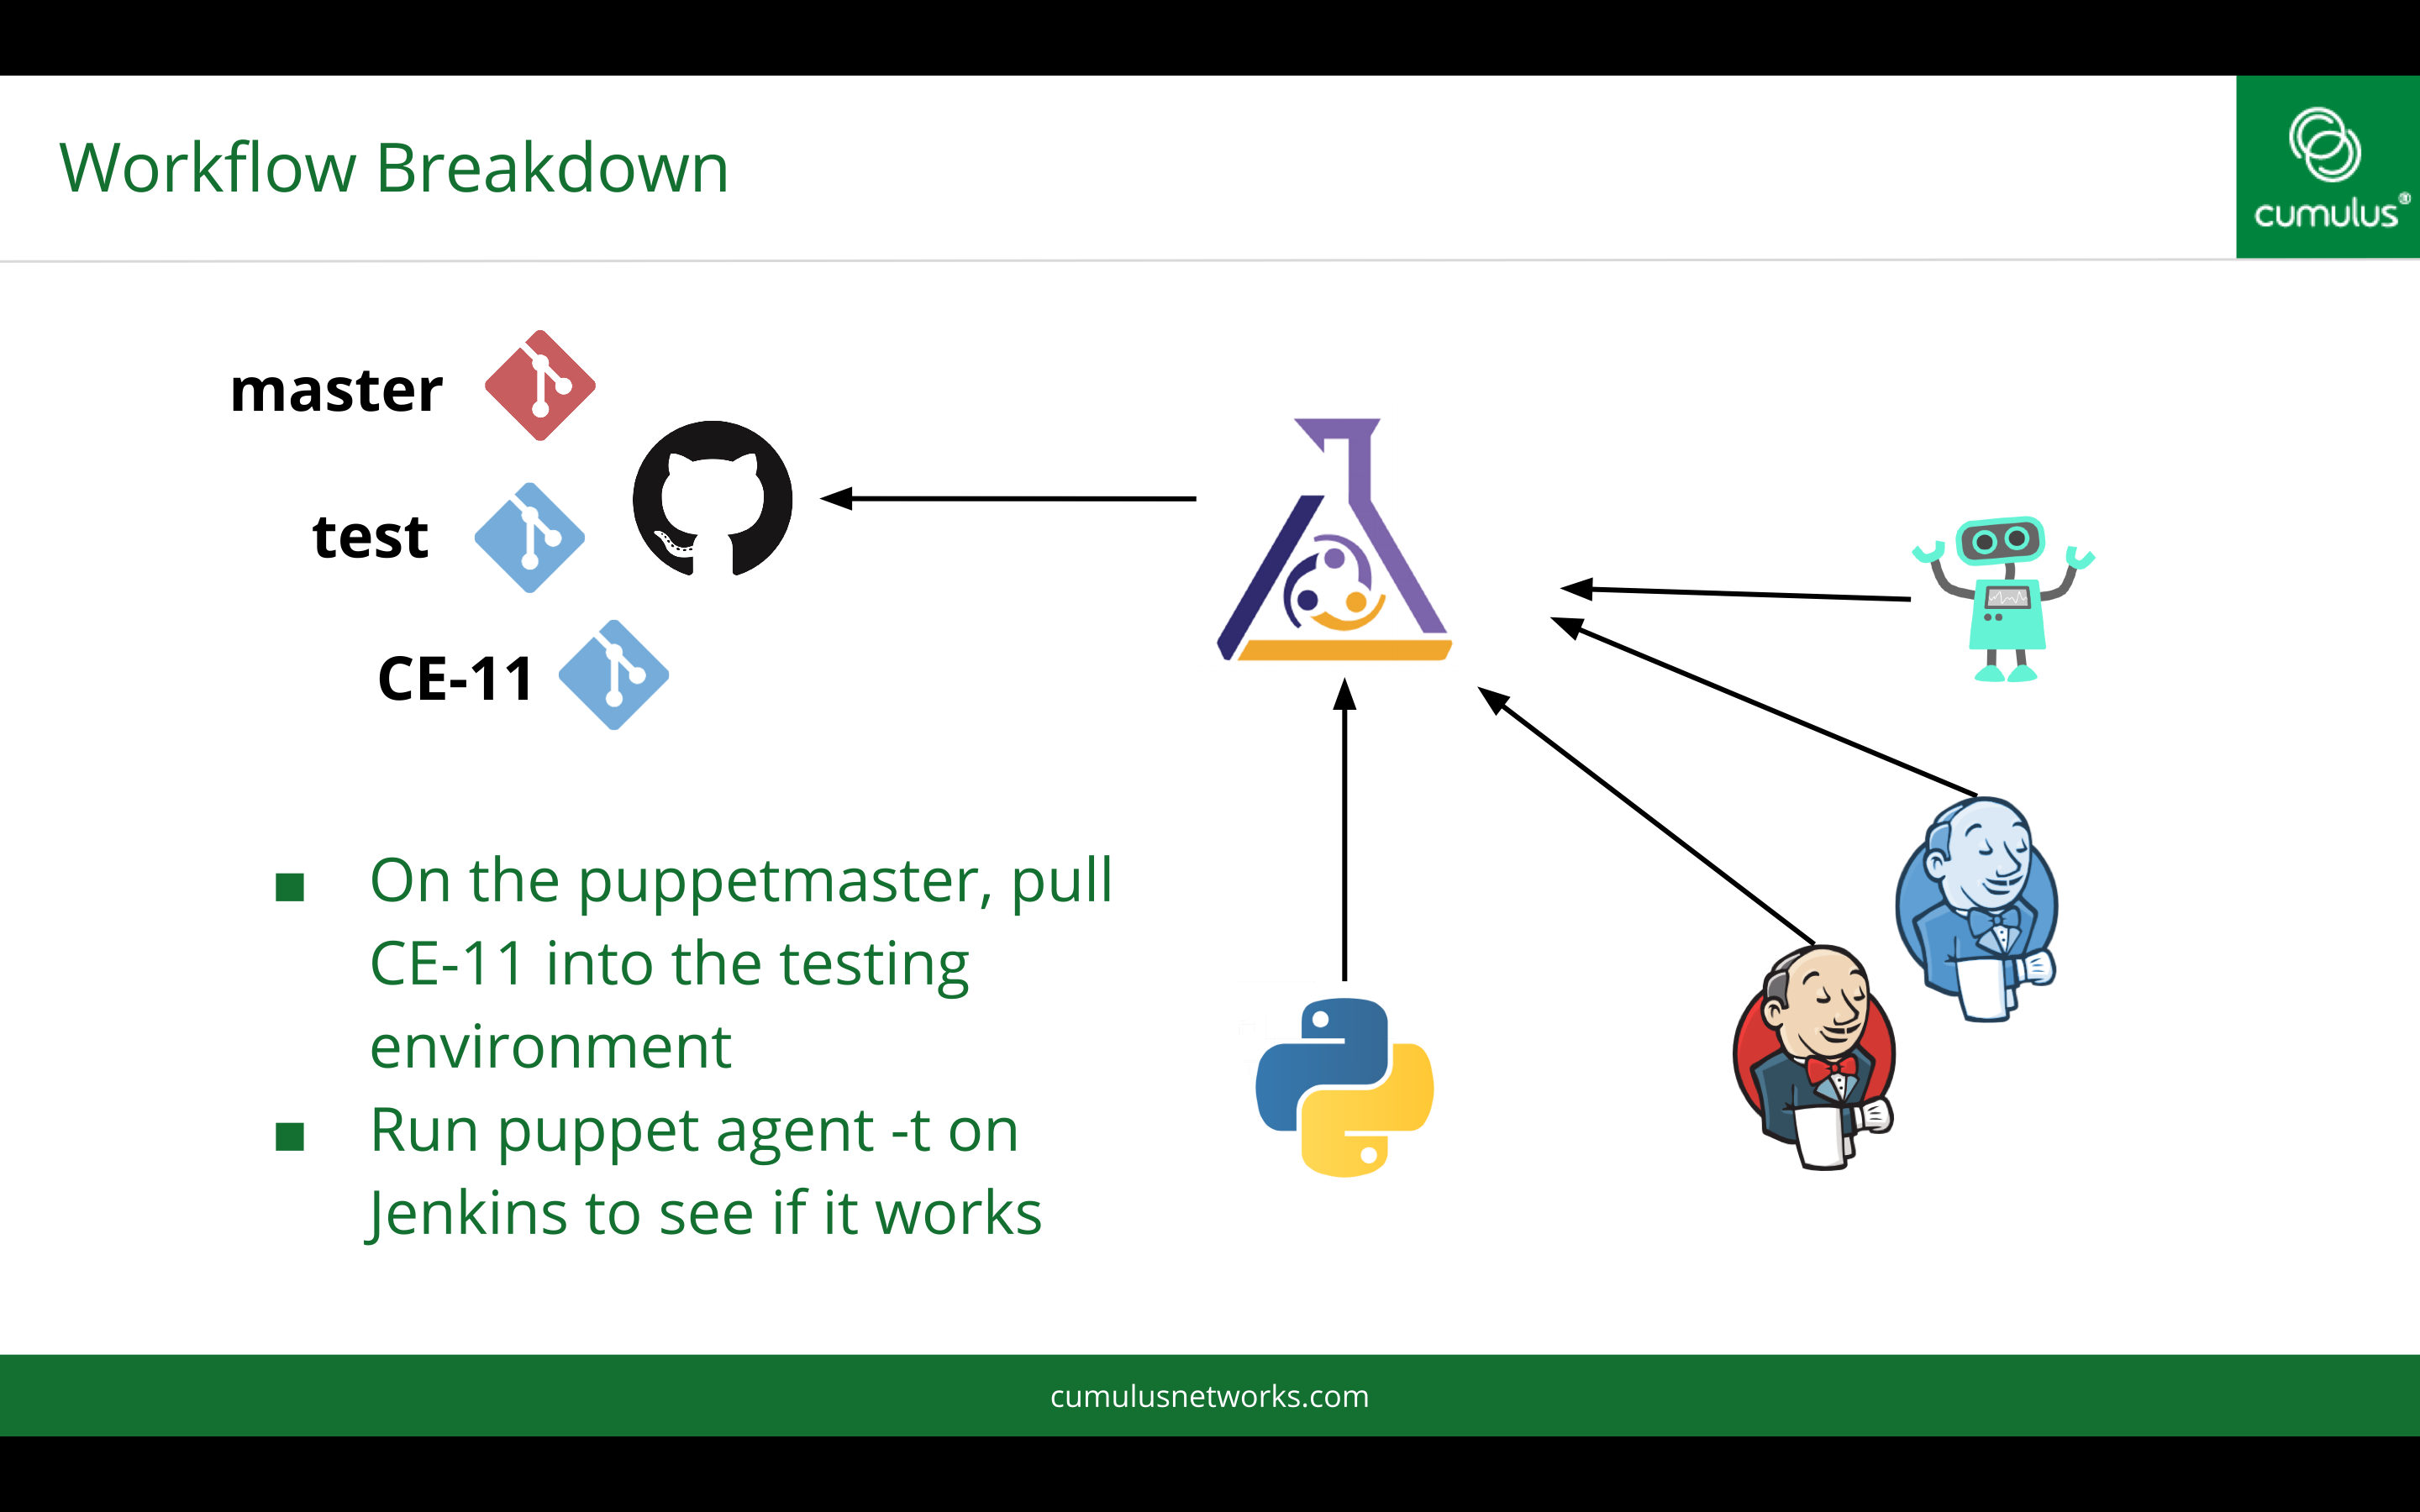 Workflow Breakdown
cumulus®
master
test
CE-11
■ On the puppetmaster, pull
CE-11 into the testing
environment
■ Run puppet agent -t on
Jenkins to see if it works
cumulusnetworks.com